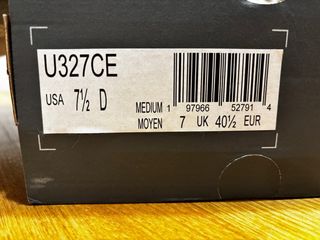 U327CE
USA 7½ D
MEDIUM 1 97966 52791 4
MOYEN 7 UK 40½ EUR